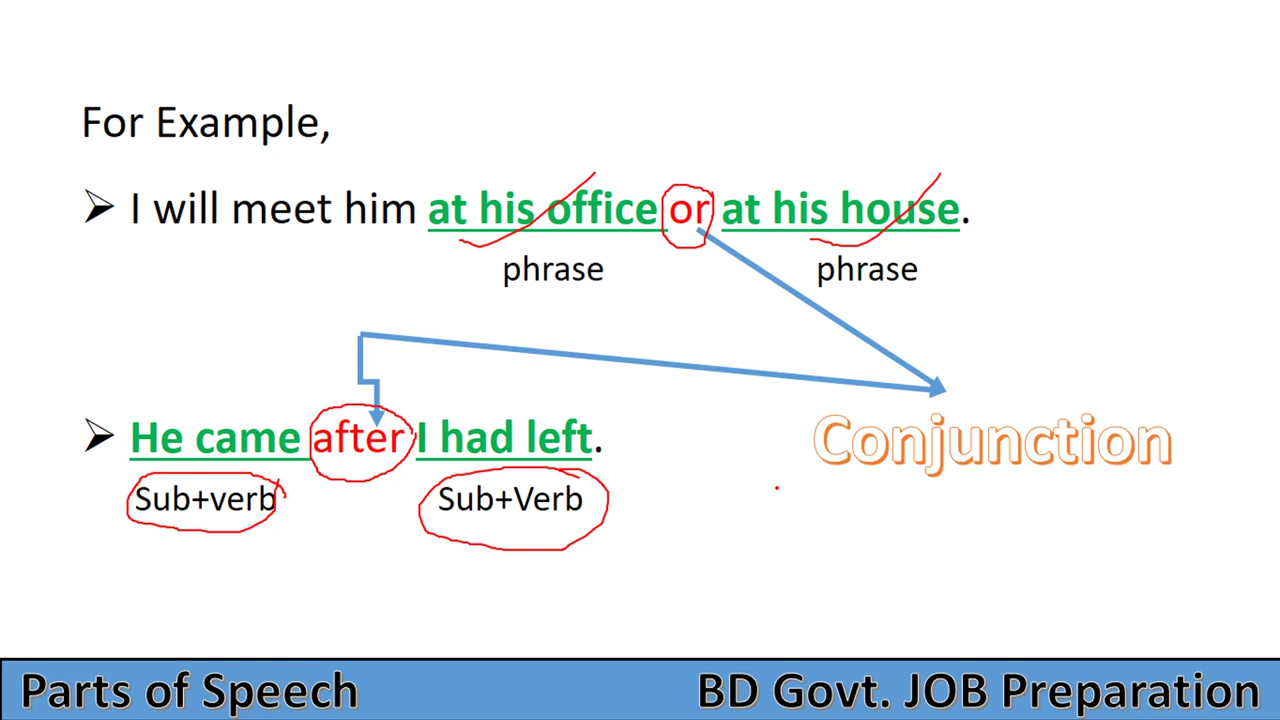 For Example,
➢ I will meet him at his office or at his house.
phrase phrase
➢ He came after I had left.
Conjunction
Sub+verb Sub+Verb
Parts of Speech BD Govt. JOB Preparation